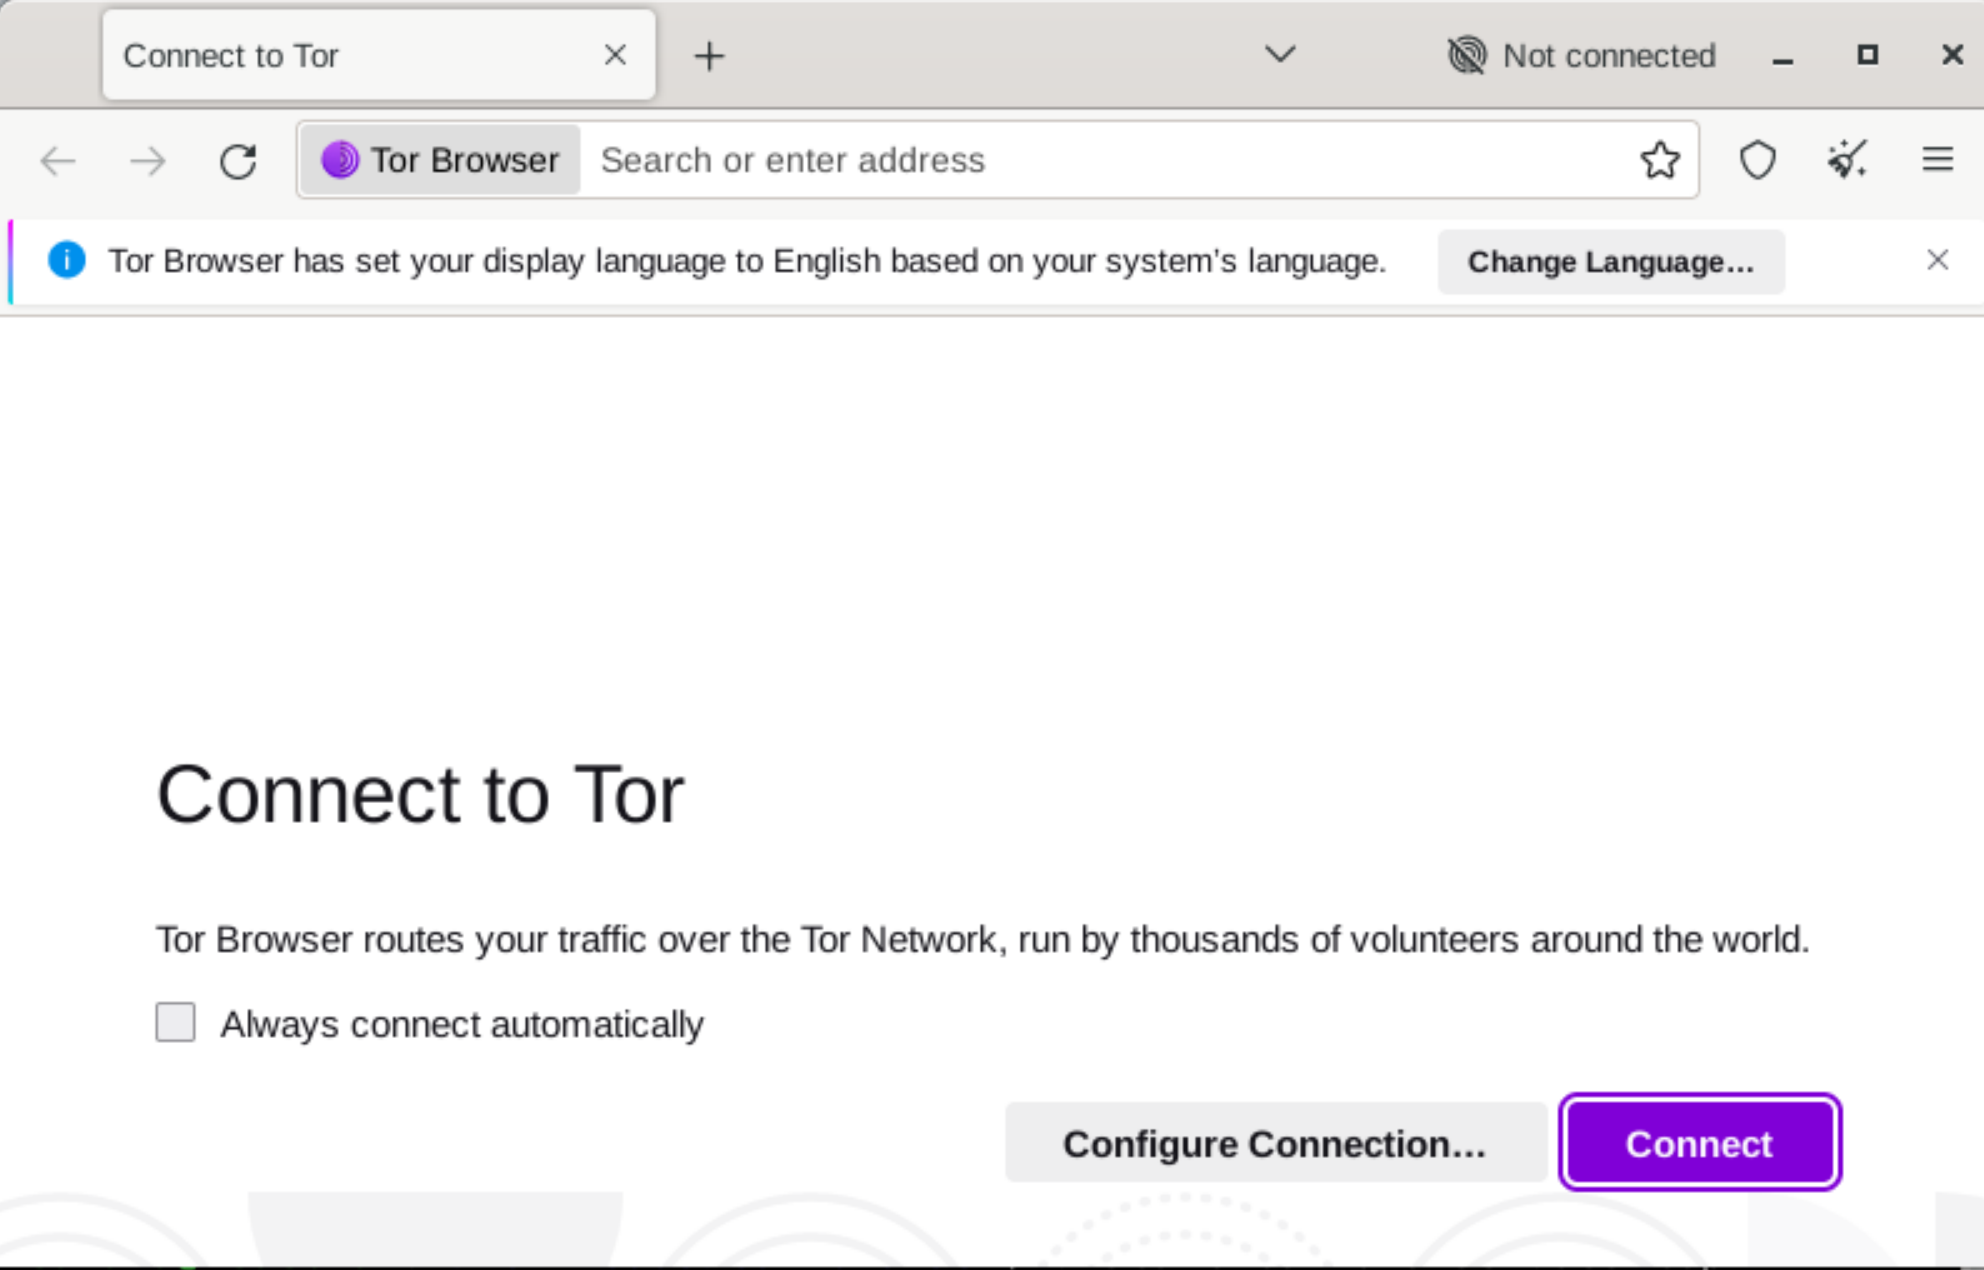 Connect to Tor
Not connected
Tor Browser
Search or enter address
Tor Browser has set your display language to English based on your system's language.
Change Language...
Connect to Tor
Tor Browser routes your traffic over the Tor Network, run by thousands of volunteers around the world.
Always connect automatically
Configure Connection...
Connect